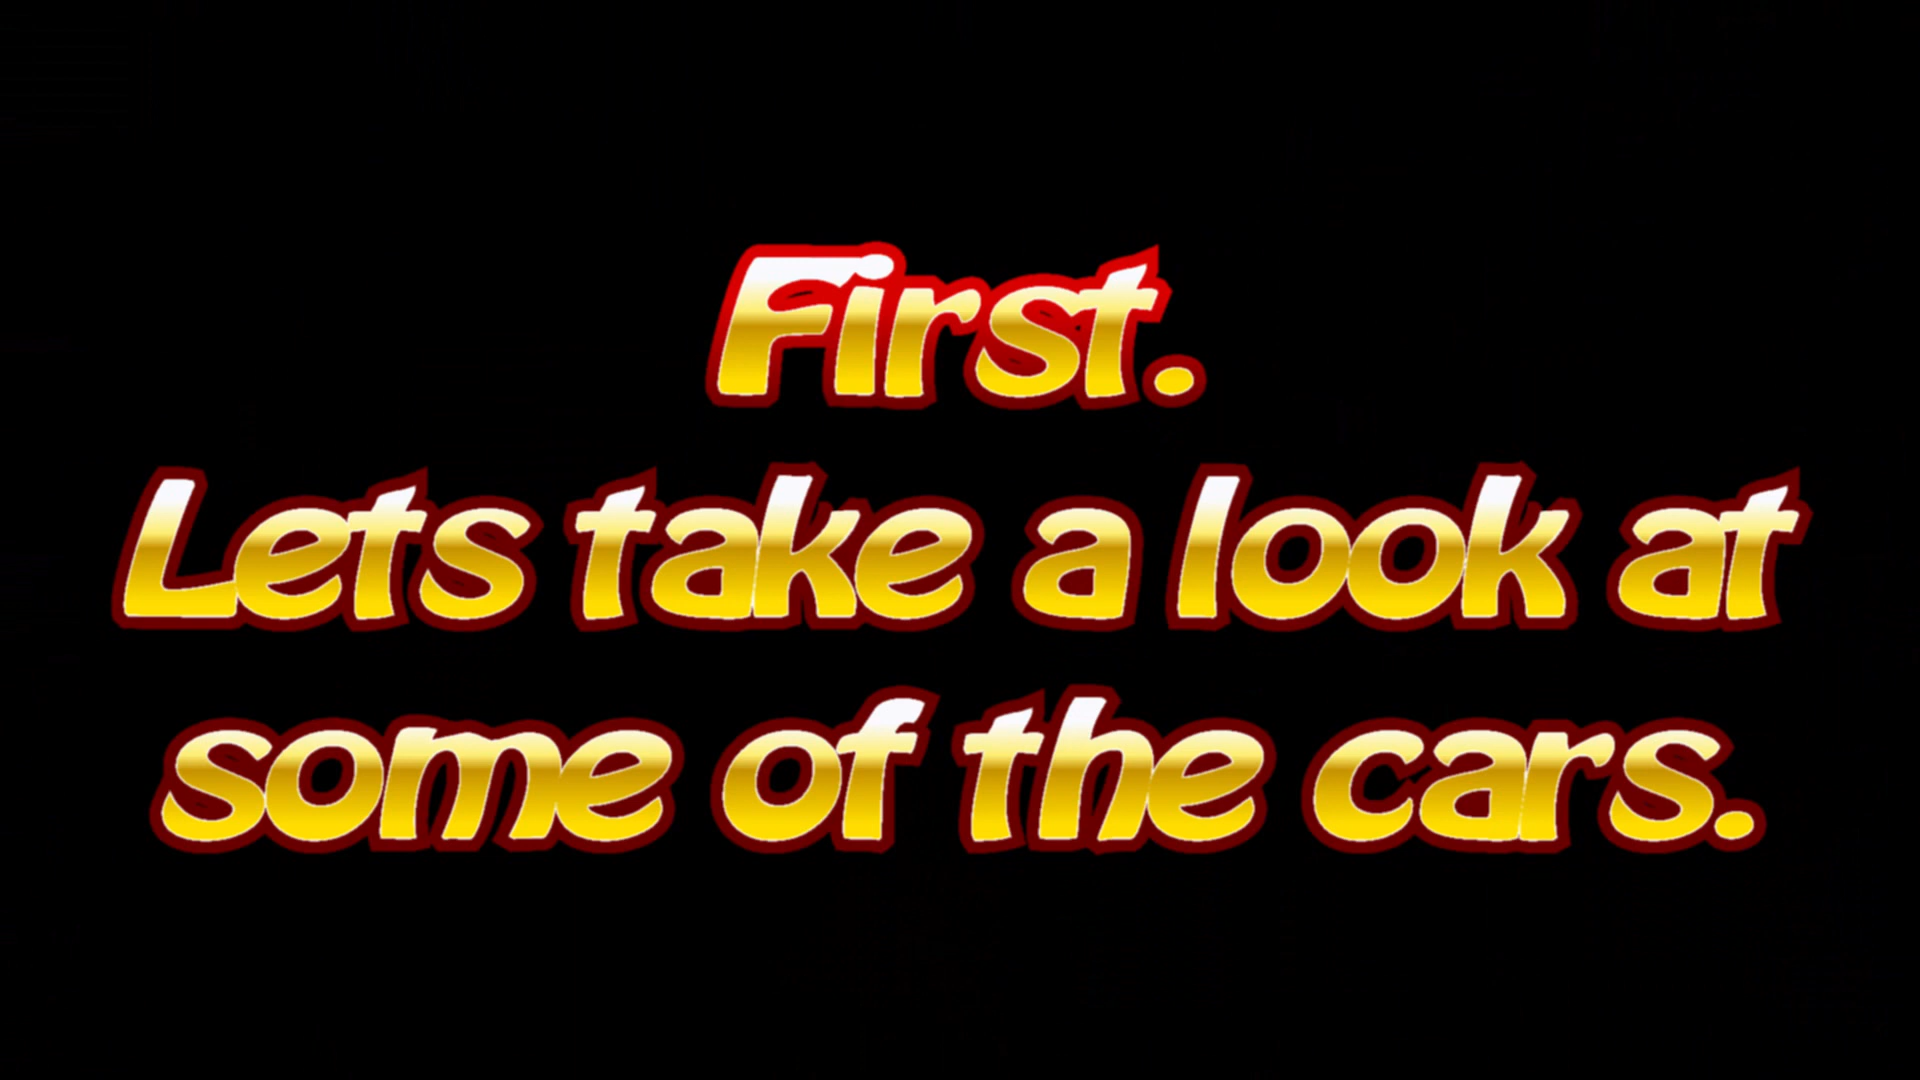 First.
Lets take a look at
some of the cars.